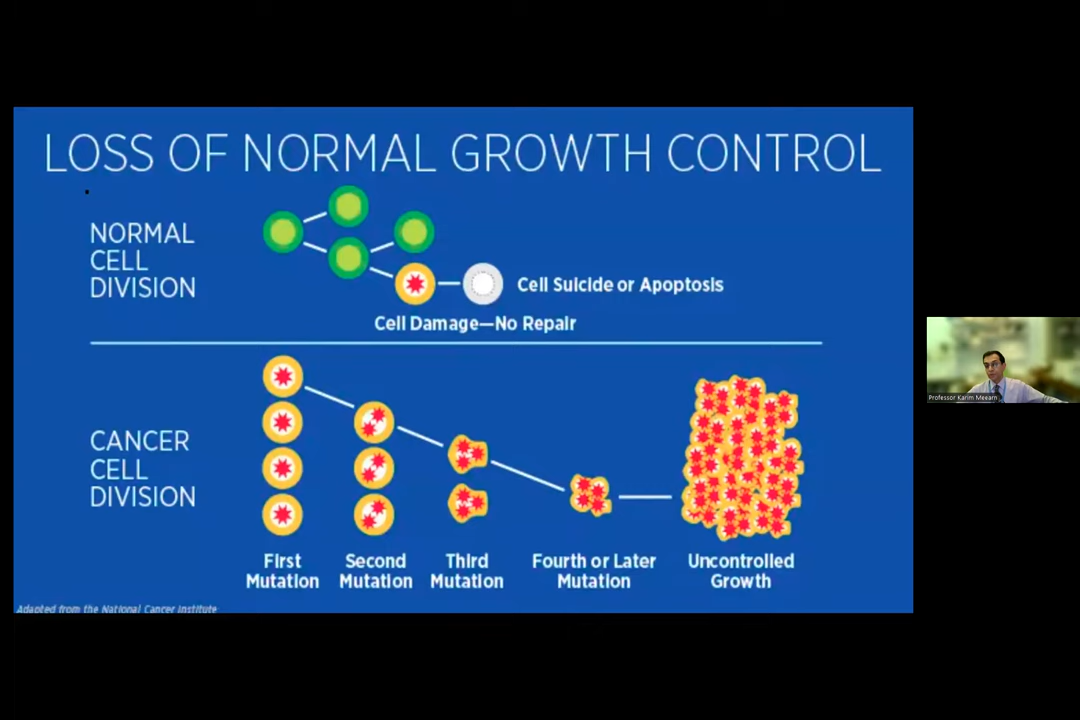 LOSS OF NORMAL GROWTH CONTROL
NORMAL
CELL
DIVISION
Cell Suicide or Apoptosis
Cell Damage—No Repair
CANCER
CELL
DIVISION
First
Mutation
Second
Mutation
Third
Mutation
Fourth or Later
Mutation
Uncontrolled
Growth
Adapted from the National Cancer Institute
Professor Karim Meeran